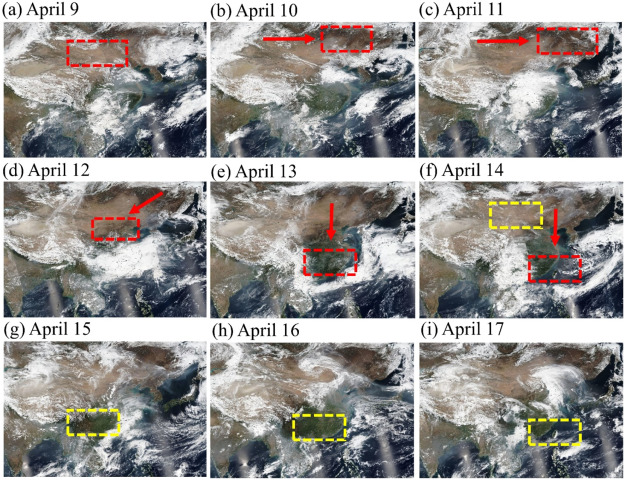 (a) April 9
(b) April 10
(c) April 11
(d) April 12
(e) April 13
(f) April 14
(g) April 15
(h) April 16
(i) April 17